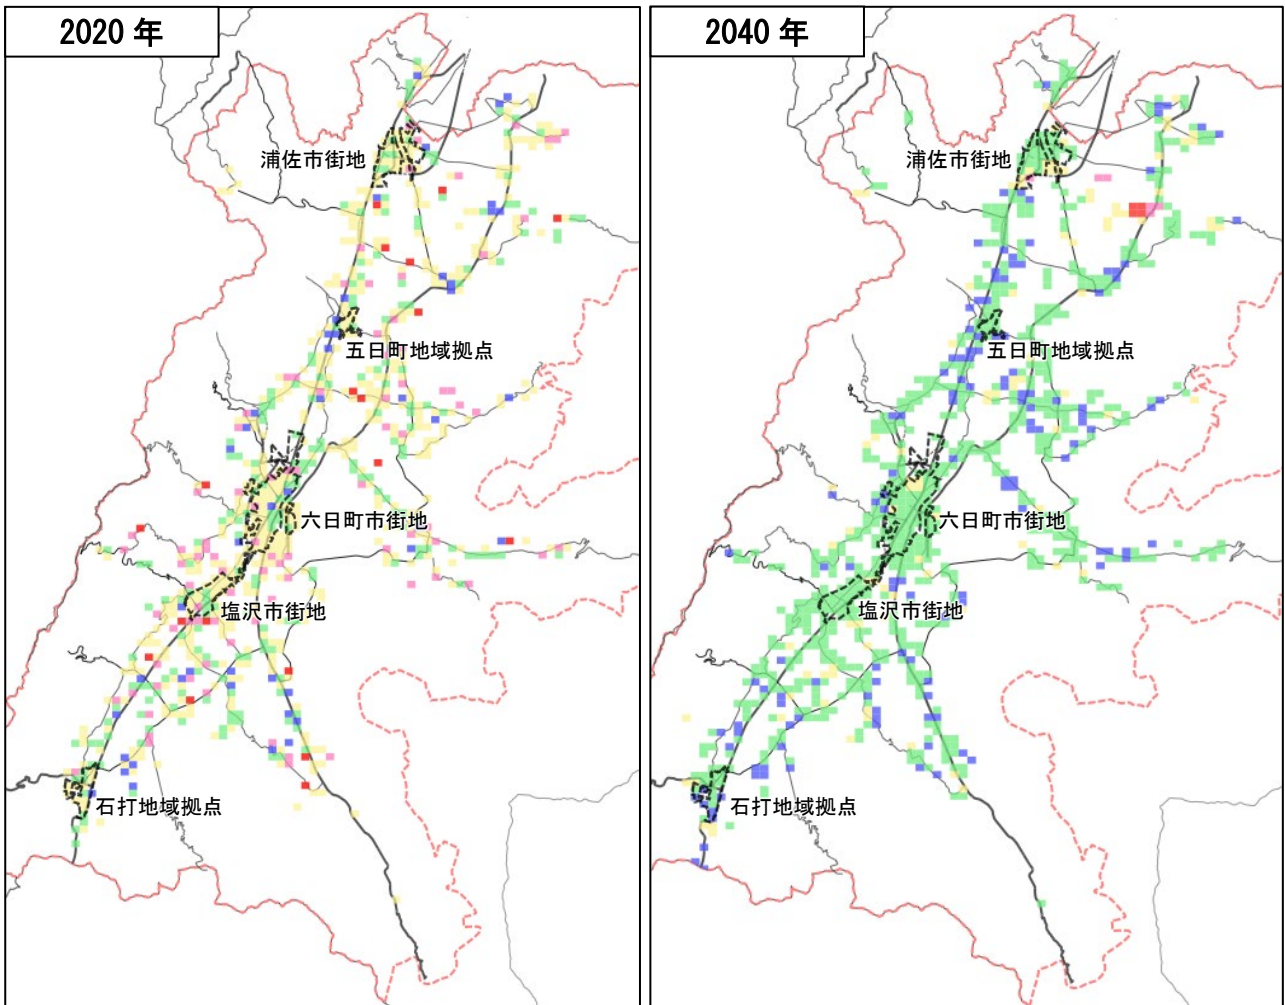 2020 年
浦佐市街地
五日町地域拠点
六日町市街地
塩沢市街地
石打地域拠点
2040 年
浦佐市街地
五日町地域拠点
六日町市街地
塩沢市街地
石打地域拠点